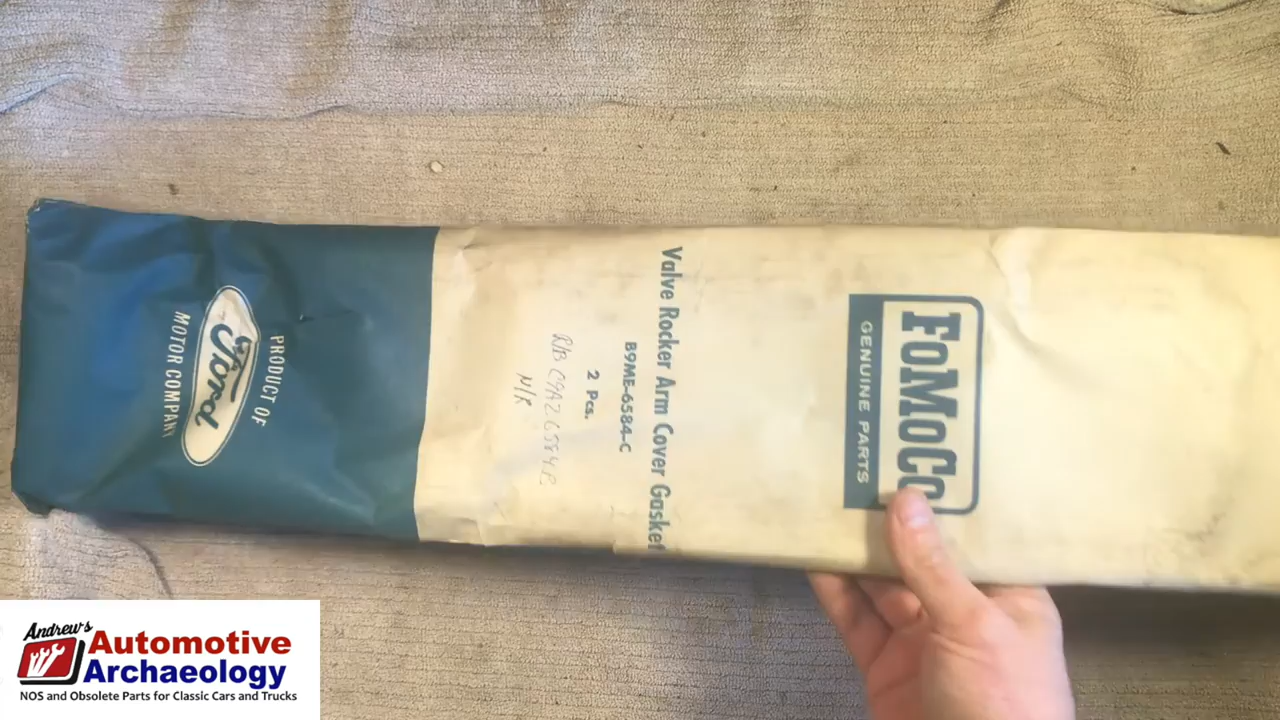 FoMoCo
GENUINE PARTS
Valve Rocker Arm Cover Gasket
B9ME-6584-C
2 Pcs.
N/R
PRODUCT OF
Ford
MOTOR COMPANY
Andrew's
Automotive
Archaeology
NOS and Obsolete Parts for Classic Cars and Trucks